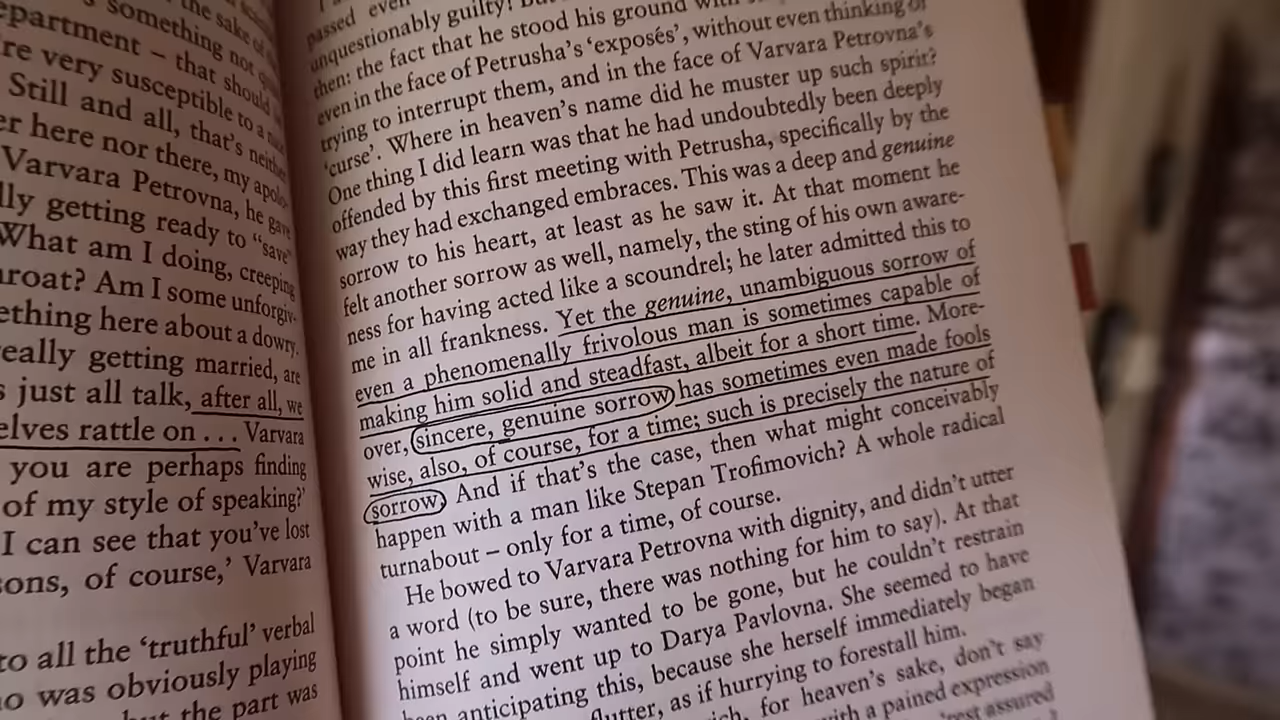 the sake of
something not
epartment – that should
re very susceptible to a
Still and all, that's neither
er here nor there, my apolo-
Varvara Petrovna, he gave
lly getting ready to “save”
What am I doing, creeping
hroat? Am I some unforgiv-
ething here about a dowry.
really getting married, are
s just all talk, after all, we
elves rattle on . . . Varvara
you are perhaps finding
of my style of speaking?’
I can see that you’ve lost
ons, of course,’ Varvara
to all the ‘truthful’ verbal
o was obviously playing
but the part was
passed even
unquestionably guilty!
then: the fact that he stood his ground with
even in the face of Petrusha’s ‘exposés’, without even thinking of
trying to interrupt them, and in the face of Varvara Petrovna’s
‘curse’. Where in heaven’s name did he muster up such spirit?
One thing I did learn was that he had undoubtedly been deeply
offended by this first meeting with Petrusha, specifically by the
way they had exchanged embraces. This was a deep and genuine
sorrow to his heart, at least as he saw it. At that moment he
felt another sorrow as well, namely, the sting of his own aware-
ness for having acted like a scoundrel; he later admitted this to
me in all frankness. Yet the genuine, unambiguous sorrow of
even a phenomenally frivolous man is sometimes capable of
making him solid and steadfast, albeit for a short time. More-
over, sincere, genuine sorrow has sometimes even made fools
wise, also, of course, for a time; such is precisely the nature of
sorrow. And if that’s the case, then what might conceivably
happen with a man like Stepan Trofimovich? A whole radical
turnabout – only for a time, of course.
He bowed to Varvara Petrovna with dignity, and didn’t utter
a word (to be sure, there was nothing for him to say). At that
point he simply wanted to be gone, but he couldn’t restrain
himself and went up to Darya Pavlovna. She seemed to have
been anticipating this, because she herself immediately began
flutter, as if hurrying to forestall him.
for heaven’s sake, don’t say
with a pained expression
rest assured